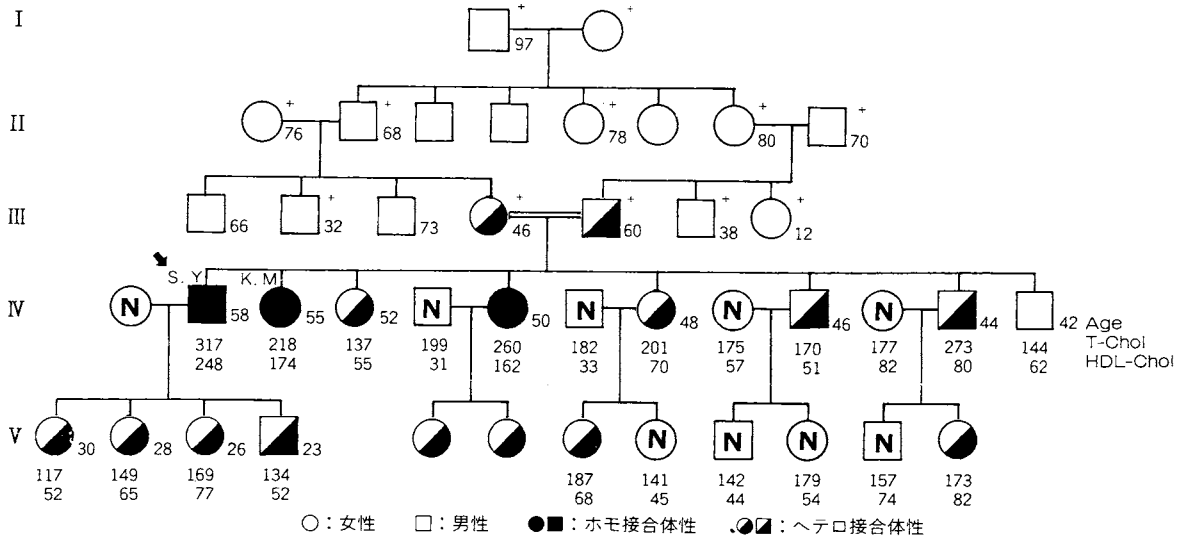 I
+ +
97
II
+ + + + +
76 68 78 80 70
III
+ + + + +
66 32 73 46 60 38 12
S. Y K. M
IV
N N N N N
58 55 52 50 48 46 44 42 Age
317 218 137 199 260 182 201 175 170 177 273 144 T-Chol
248 174 55 31 162 33 70 57 51 82 80 62 HDL-Chol
V
30 28 26 23 N N N N
117 149 169 134 187 141 142 179 157 173
52 65 77 52 68 45 44 54 74 82
○：女性 □：男性 ●■：ホモ接合体性 ：ヘテロ接合体性